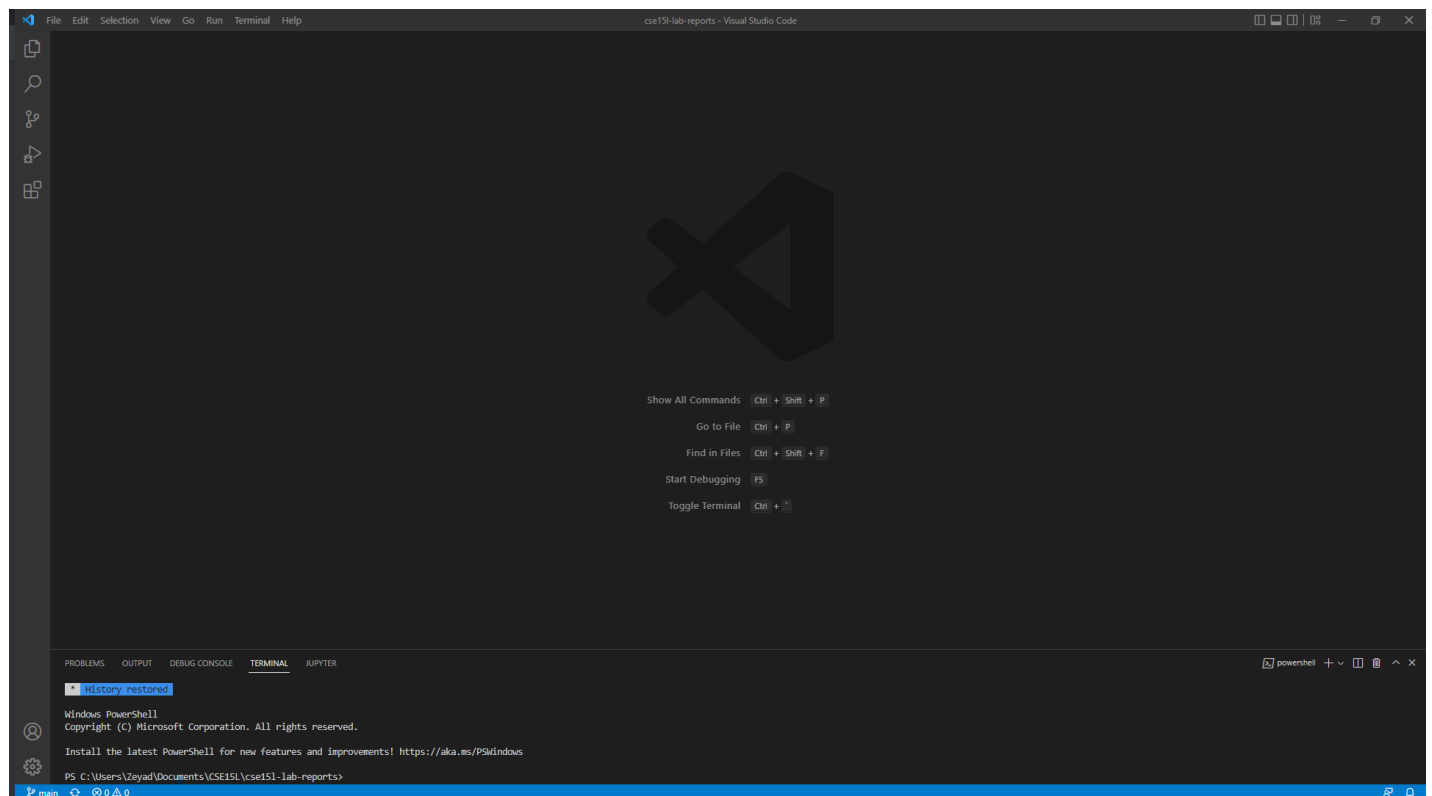 File Edit Selection View Go Run Terminal Help cse15l-lab-reports - Visual Studio Code
Show All Commands Ctrl + Shift + P
Go to File Ctrl + P
Find in Files Ctrl + Shift + F
Start Debugging F5
Toggle Terminal Ctrl + `
PROBLEMS OUTPUT DEBUG CONSOLE TERMINAL JUPYTER powershell
* History restored
Windows PowerShell
Copyright (C) Microsoft Corporation. All rights reserved.
Install the latest PowerShell for new features and improvements! https://aka.ms/PSWindows
PS C:\Users\Zeyad\Documents\CSE15L\cse15l-lab-reports>
main 0 0